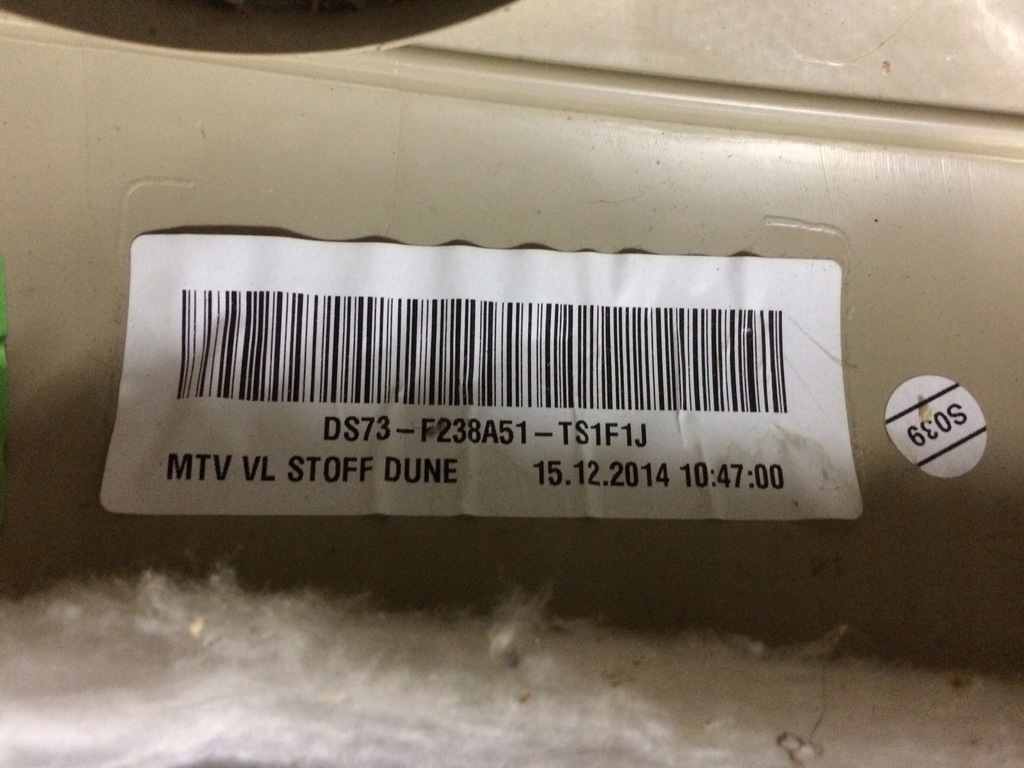 DS73-F238A51-TS1F1J
MTV VL STOFF DUNE 15.12.2014 10:47:00
S039